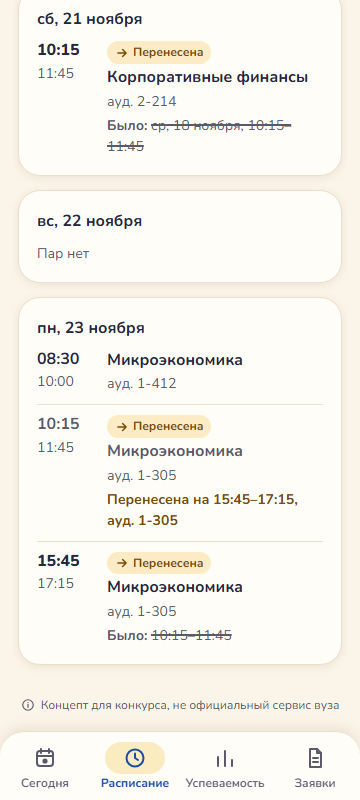 сб, 21 ноября
10:15
Перенесена
11:45
Корпоративные финансы
ауд. 2-214
Было: ср, 18 ноября, 10:15–
11:45
вс, 22 ноября
Пар нет
пн, 23 ноября
08:30
Микроэкономика
10:00
ауд. 1-412
10:15
Перенесена
11:45
Микроэкономика
ауд. 1-305
Перенесена на 15:45–17:15,
ауд. 1-305
15:45
Перенесена
17:15
Микроэкономика
ауд. 1-305
Было: 10:15–11:45
Концепт для конкурса, не официальный сервис вуза
Сегодня
Расписание
Успеваемость
Заявки